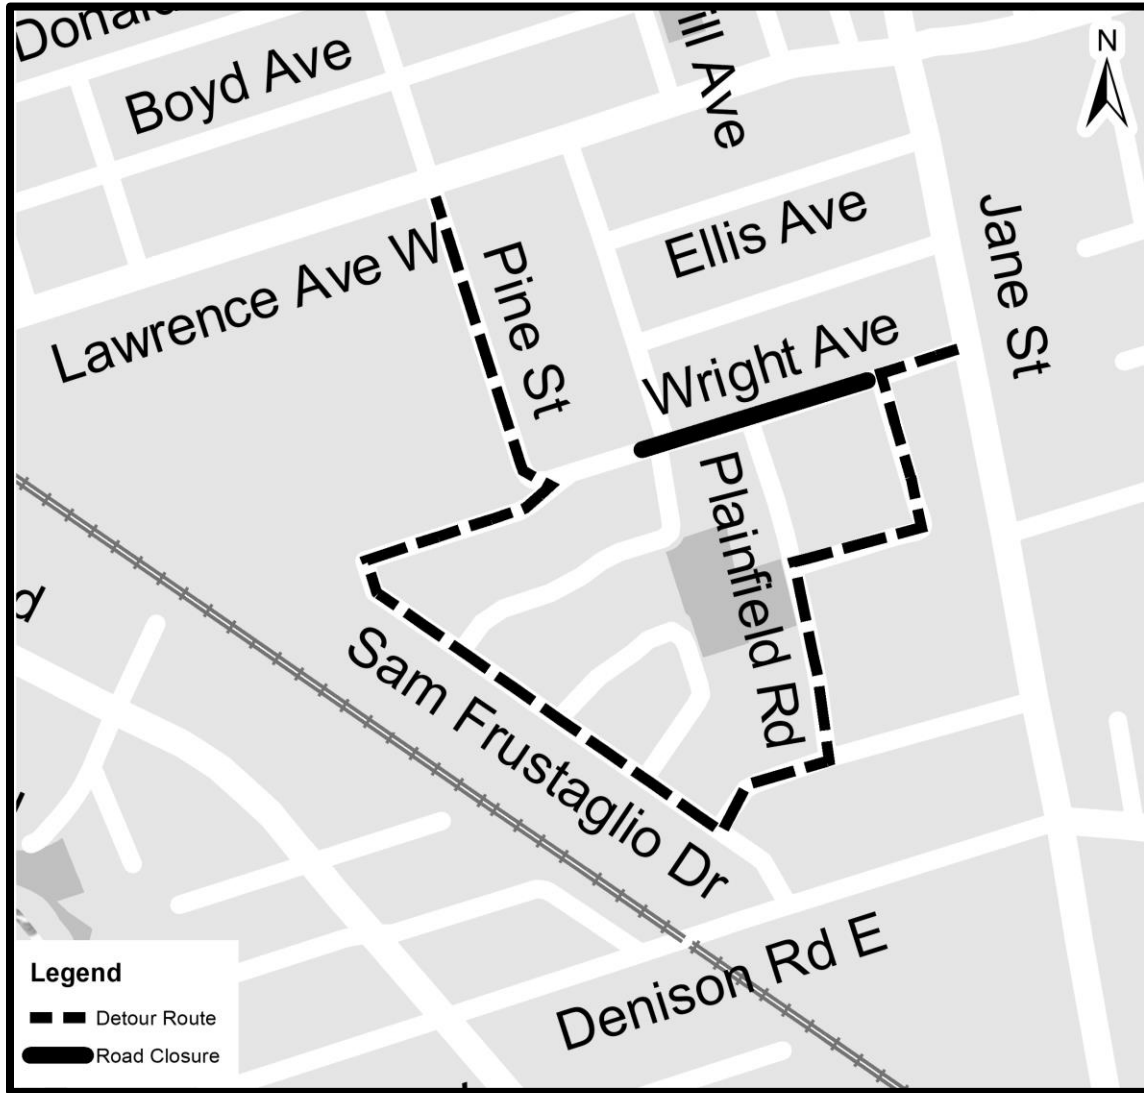 N
Boyd Ave
Lawrence Ave W
Pine St
Ellis Ave
Jane St
Wright Ave
Plainfield Rd
Sam Frustaglio Dr
Denison Rd E
Legend
Detour Route
Road Closure